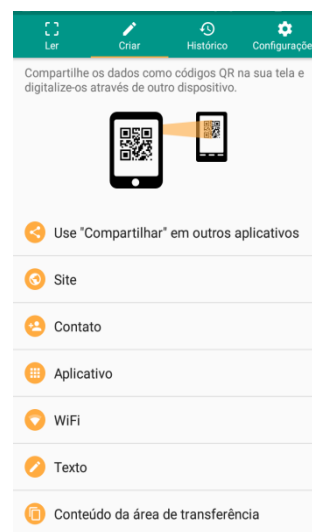 Ler Criar Histórico Configuraçõe
Compartilhe os dados como códigos QR na sua tela e
digitalize-os através de outro dispositivo.
Use "Compartilhar" em outros aplicativos
Site
Contato
Aplicativo
WiFi
Texto
Conteúdo da área de transferência